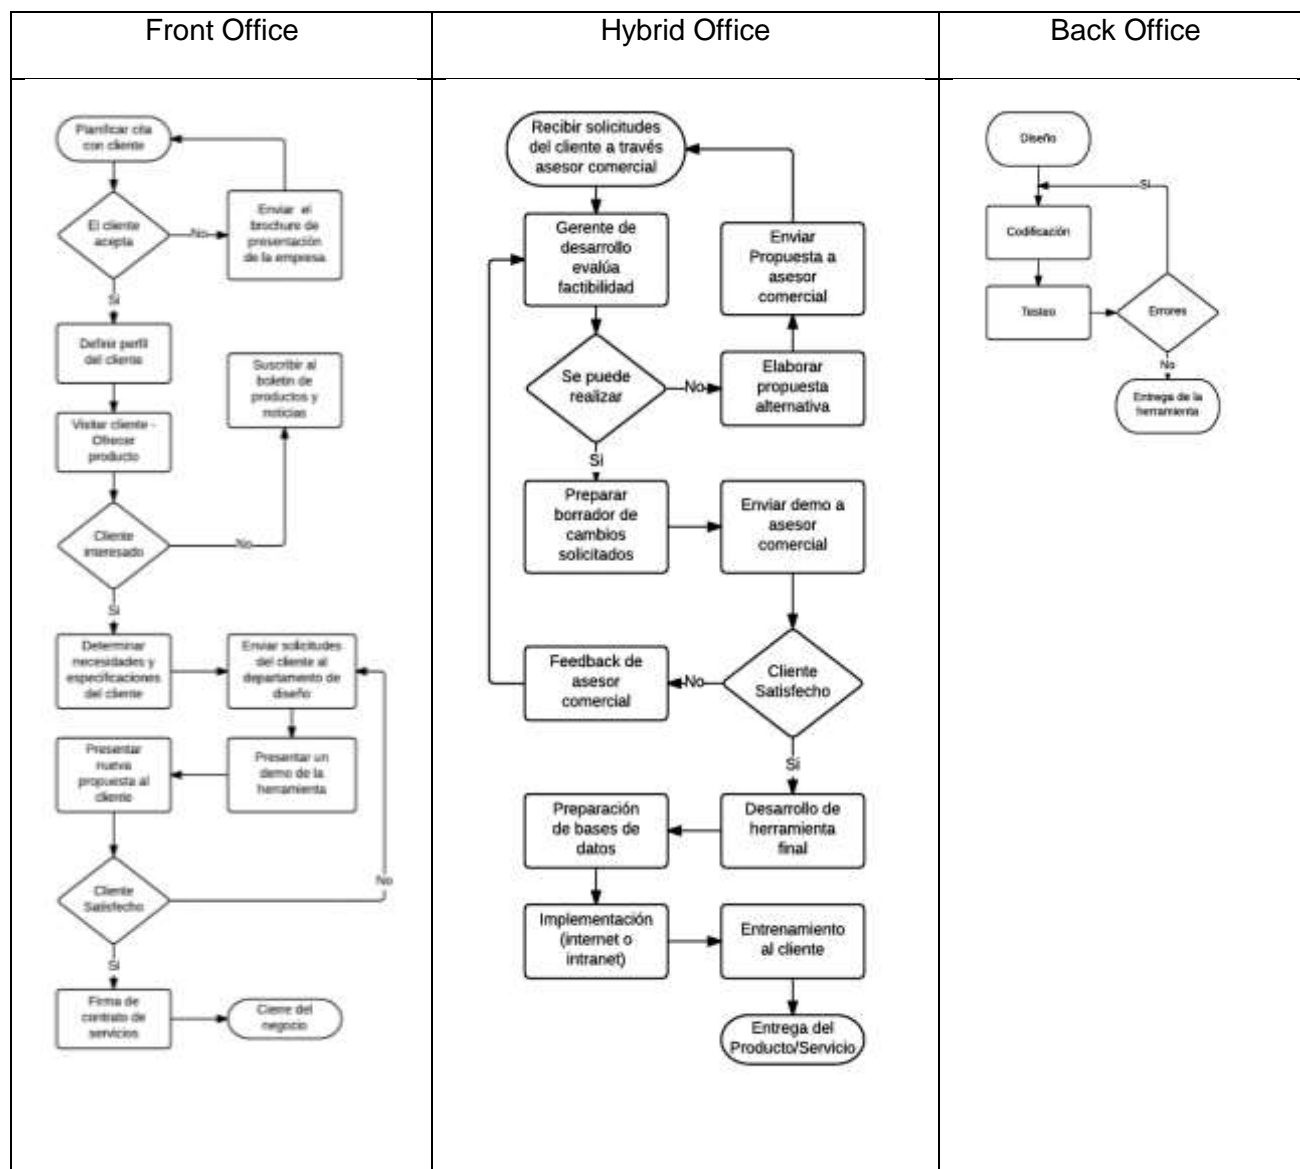 Front Office
Hybrid Office
Back Office
Planificar cita
con cliente
El cliente
acepta
No
Enviar el
brochure de
presentación
de la empresa
Si
Definir perfil
del cliente
Suscribir al
boletin de
productos y
noticias
Visitar cliente -
Ofrecer
producto
Cliente
interesado
No
Si
Determinar
necesidades y
especificaciones
del cliente
Enviar solicitudes
del cliente al
departamento de
diseño
Presentar
nueva
propuesta al
cliente
Presentar un
demo de la
herramienta
Cliente
Satisfecho
No
Si
Firma de
contrato de
servicios
Cierre del
negocio
Recibir solicitudes
del cliente a través
asesor comercial
Gerente de
desarrollo
evalúa
factibilidad
Enviar
Propuesta a
asesor
comercial
Se puede
realizar
No
Elaborar
propuesta
alternativa
Si
Preparar
borrador de
cambios
solicitados
Enviar demo a
asesor
comercial
Feedback de
asesor
comercial
No
Cliente
Satisfecho
Si
Preparación
de bases de
datos
Desarrollo de
herramienta
final
Implementación
(internet o
intranet)
Entrenamiento
al cliente
Entrega del
Producto/Servicio
Diseño
Si
Codificación
Testeo
Errores
No
Entrega de la
herramienta